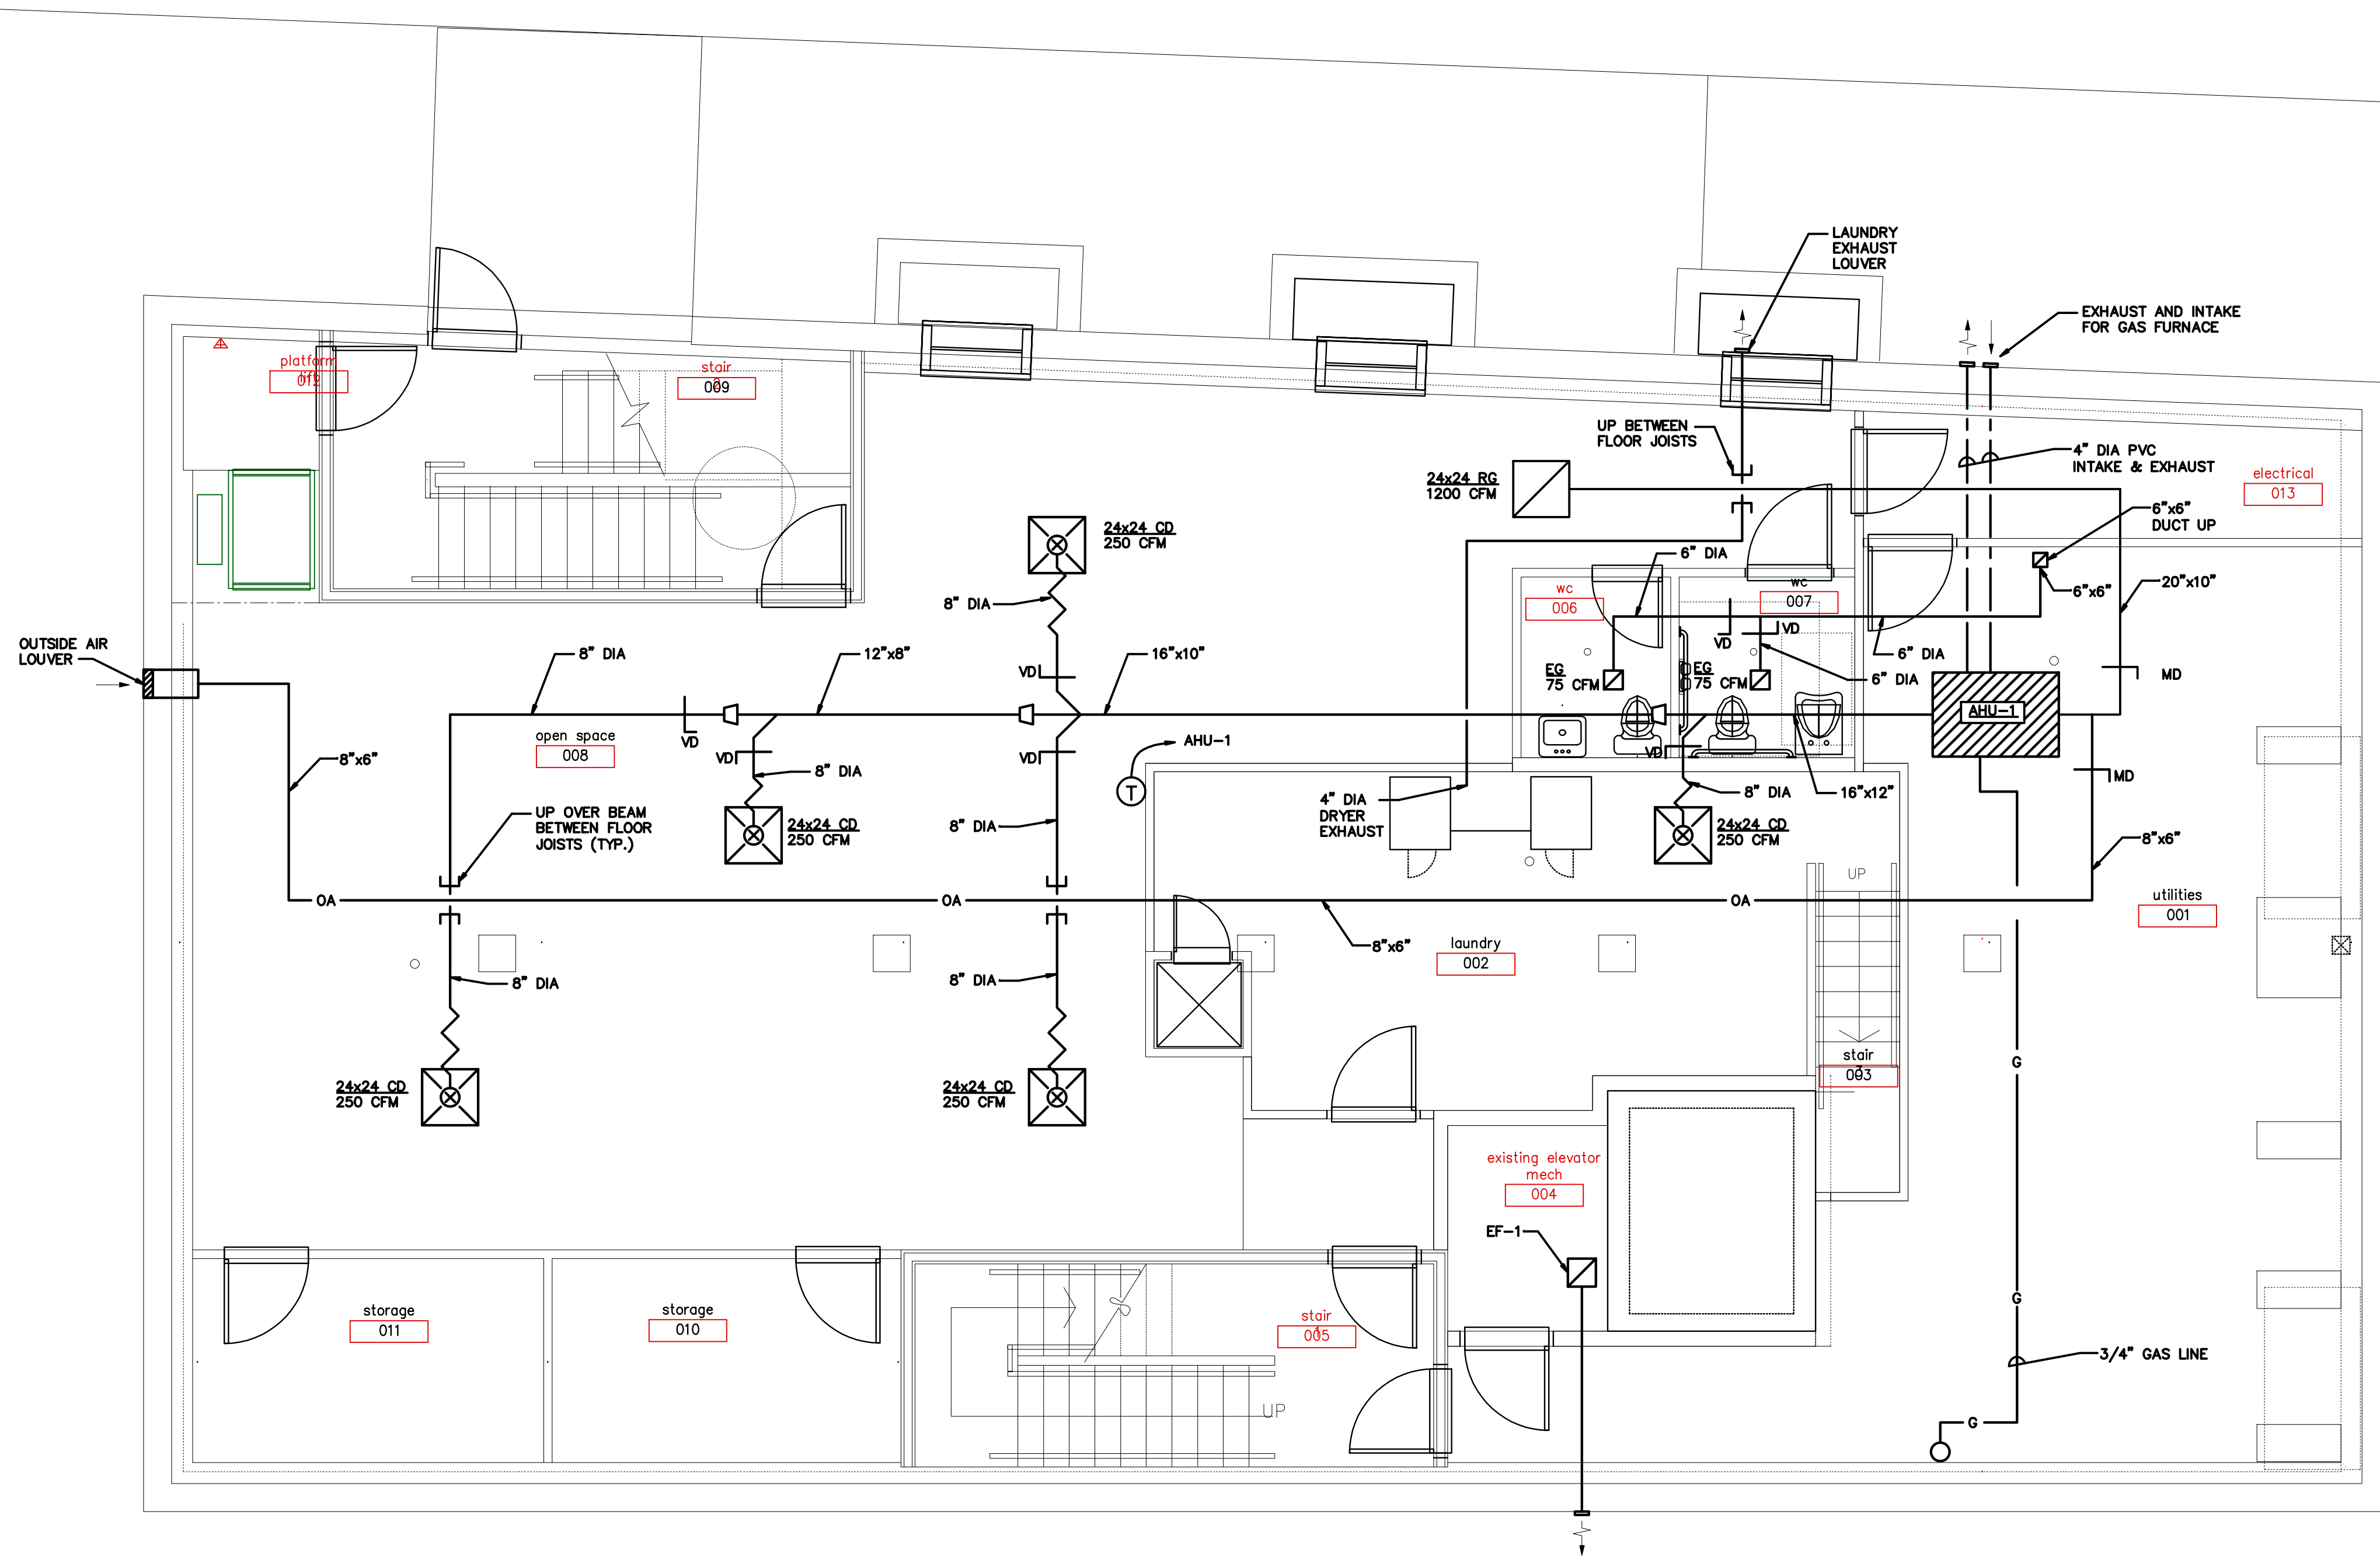 LAUNDRY
EXHAUST
LOUVER
EXHAUST AND INTAKE
FOR GAS FURNACE
platform
lift
012
stair
2
009
UP BETWEEN
FLOOR JOISTS
4" DIA PVC
INTAKE & EXHAUST
24x24 RG
1200 CFM
electrical
013
6"x6"
DUCT UP
24x24 CD
250 CFM
6" DIA
20"x10"
6"x6"
8" DIA
wc
006
wc
007
VD
VD
OUTSIDE AIR
LOUVER
8" DIA
12"x8"
16"x10"
6" DIA
VD
EG
75 CFM
EG
75 CFM
6" DIA
MD
AHU-1
open space
008
VD
AHU-1
VD
VD
VD
8"x6"
8" DIA
T
MD
8" DIA
16"x12"
4" DIA
DRYER
EXHAUST
UP OVER BEAM
BETWEEN FLOOR
JOISTS (TYP.)
24x24 CD
250 CFM
8" DIA
24x24 CD
250 CFM
8"x6"
UP
OA
OA
OA
utilities
001
8"x6"
laundry
002
8" DIA
8" DIA
stair
3
003
G
24x24 CD
250 CFM
24x24 CD
250 CFM
existing elevator
mech
004
EF-1
G
storage
011
storage
010
stair
1
005
3/4" GAS LINE
UP
G